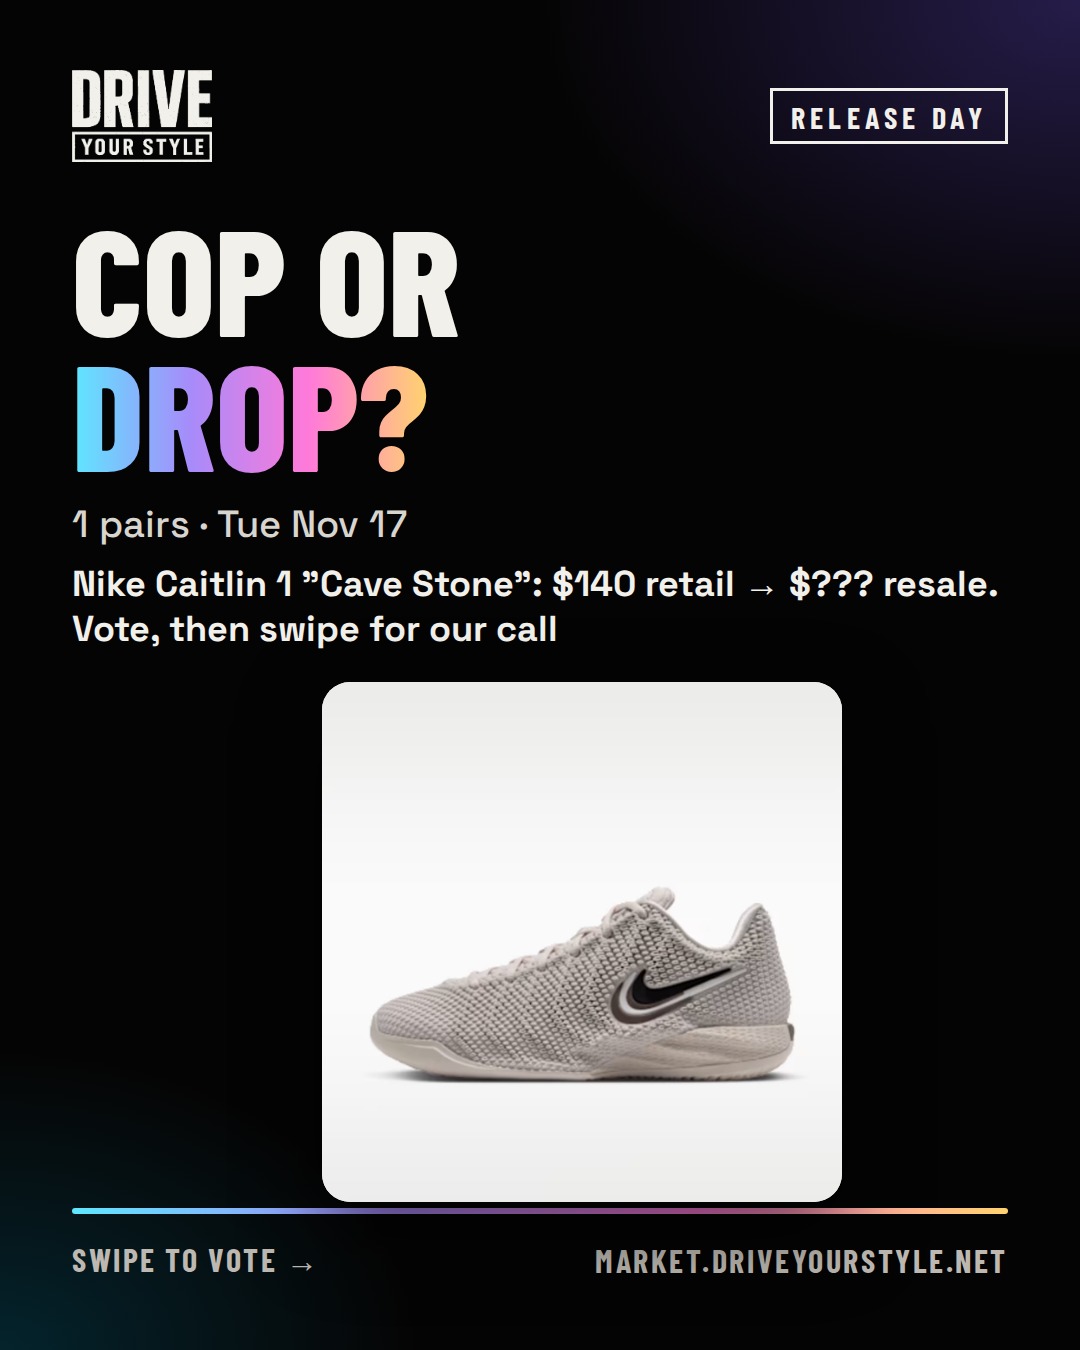 DRIVE
YOUR STYLE
RELEASE DAY
COP OR
DROP?
1 pairs · Tue Nov 17
Nike Caitlin 1 ”Cave Stone”: $140 retail → $??? resale.
Vote, then swipe for our call
SWIPE TO VOTE →
MARKET.DRIVEYOURSTYLE.NET